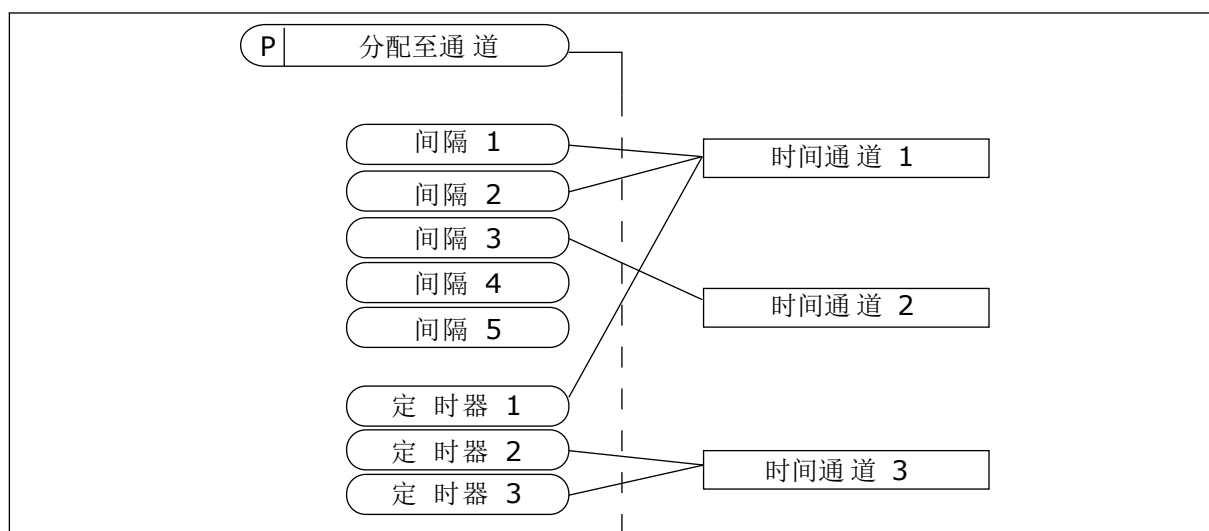 P 分配至通道
间隔 1
时间通道 1
间隔 2
间隔 3
间隔 4
时间通道 2
间隔 5
定时器 1
定时器 2
时间通道 3
定时器 3